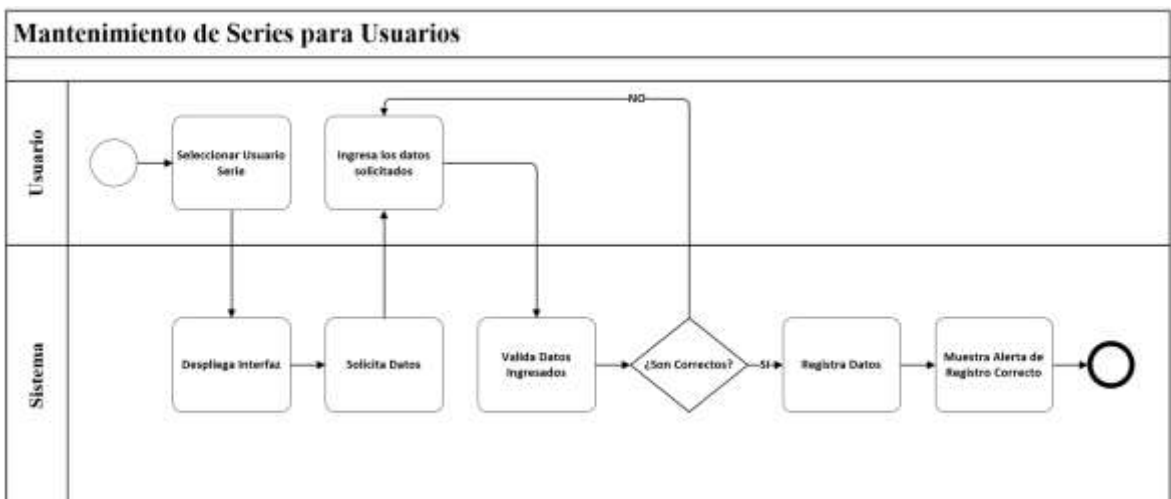 Mantenimiento de Series para Usuarios
Usuario
Seleccionar Usuario
Serie
Ingresa los datos
solicitados
NO
Sistema
Despliega Interfaz
Solicita Datos
Valida Datos
Ingresados
¿Son Correctos?
SI
Registra Datos
Muestra Alerta de
Registro Correcto